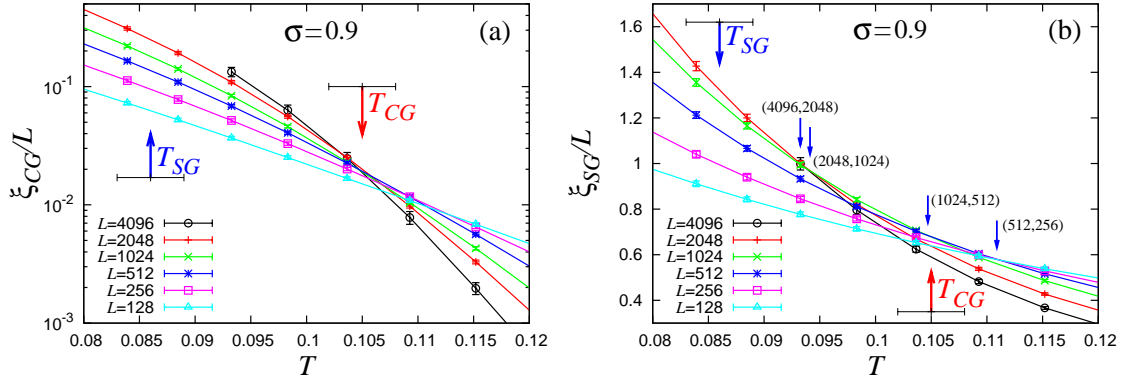 σ=0.9
(a)
ξCG/L
10^-1
10^-2
10^-3
TCG
TSG
L=4096
L=2048
L=1024
L=512
L=256
L=128
0.08 0.085 0.09 0.095 0.1 0.105 0.11 0.115 0.12
T
σ=0.9
(b)
ξSG/L
1.6
1.4
1.2
1
0.8
0.6
0.4
TSG
(4096,2048)
(2048,1024)
(1024,512)
(512,256)
TCG
L=4096
L=2048
L=1024
L=512
L=256
L=128
0.08 0.085 0.09 0.095 0.1 0.105 0.11 0.115 0.12
T